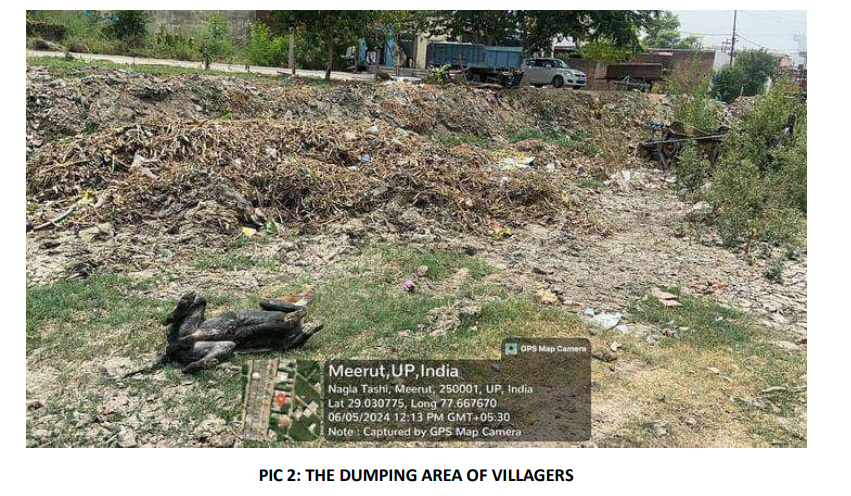 GPS Map Camera
Meerut,UP,India
Nagla Tashi, Meerut, 250001, UP, India
Lat 29.030775, Long 77.667670
06/05/2024 12:13 PM GMT+05:30
Note : Captured by GPS Map Camera
PIC 2: THE DUMPING AREA OF VILLAGERS